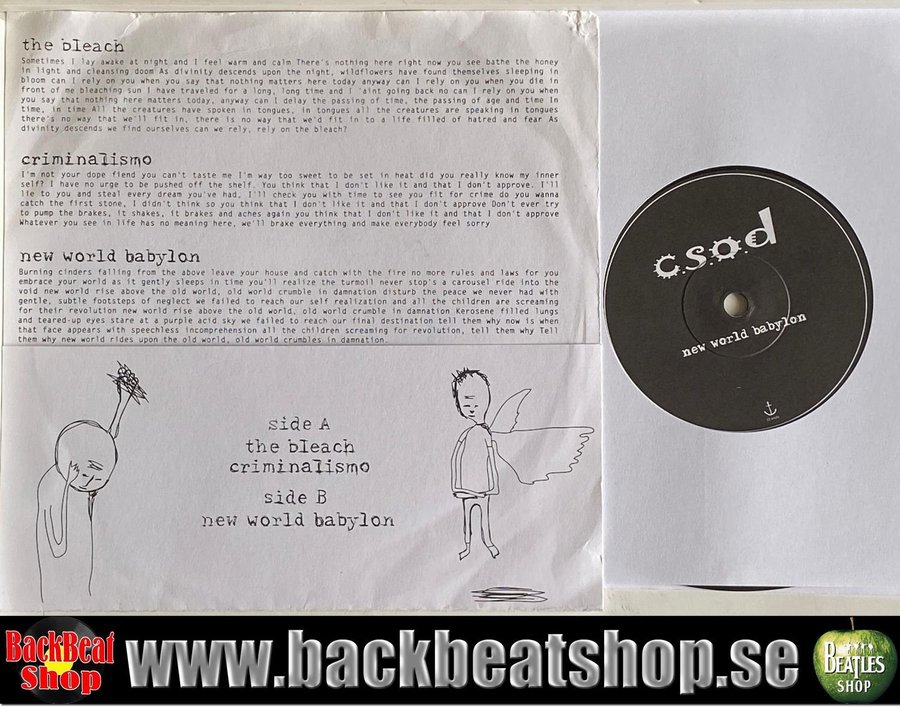 the bleach
Sometimes I lay awake at night and I feel warm and calm There's nothing here right now you see bathe the honey
in light and cleansing doom As divinity descends upon the night, wildflowers have found themselves sleeping in
bloom can I rely on you when you say that nothing matters here today anyway can I rely on you when you die in
front of me bleaching sun I have traveled for a long, long time and I 'aint going back no can I rely on you when
you say that nothing here matters today, anyway can I delay the passing of time, the passing of age and time In
time, in time All the creatures have spoken in tongues, in tongues all the creatures are speaking in tongues
there's no way that we'll fit in, there is no way that we'd fit in to a life filled of hatred and fear As
divinity descends we find ourselves can we rely, rely on the bleach?
criminalismo
I'm not your dope fiend you can't taste me I'm way too sweet to be set in heat did you really know my inner
self? I have no urge to be pushed off the shelf. You think that I don't like it and that I don't approve. I'll
lie to you and steal every dream you've had, I'll check you with time to see you fit for crime do you wanna
catch the first stone, I didn't think so you think that I don't like it and that I don't approve Don't ever try
to pump the brakes, it shakes, it brakes and aches again you think that I don't like it and that I don't approve
Whatever you see in life has no meaning here, we'll brake everything and make everybody feel sorry
new world babylon
Burning cinders falling from the above leave your house and catch with the fire no more rules and laws for you
embrace your world as it gently sleeps in time you'll realize the turmoil never stop's a carousel ride into the
void new world rise above the old world, old world crumble in damnation disturb the peace we never had with
gentle, subtle footsteps of neglect we failed to reach our self realization and all the children are screaming
for their revolution new world rise above the old world, old world crumble in damnation Kerosene filled lungs
and teared-up eyes stare at a purple acid sky we failed to reach our final destination tell them why now is when
that face appears with speechless incomprehension all the children screaming for revolution, tell them why Tell
them why new world rides upon the old world, old world crumbles in damnation.
side A
the bleach
criminalismo
side B
new world babylon
c.s.o.d
new world babylon
BackBeat
Shop
www.backbeatshop.se
BEATLES
SHOP